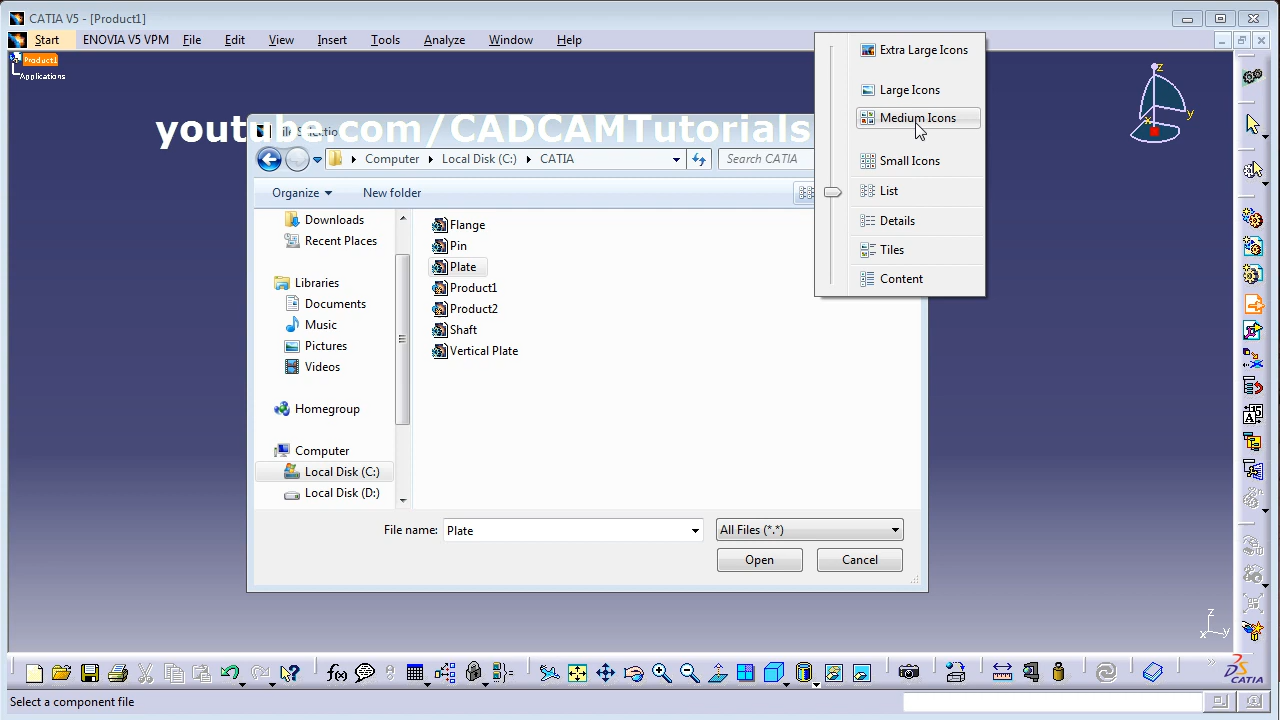 CATIA V5 - [Product1]
Start ENOVIA V5 VPM File Edit View Insert Tools Analyze Window Help
Product1
Applications
youtube.com/CADCAMTutorials
Computer Local Disk (C:) CATIA Search CATIA
Organize New folder
Downloads
Recent Places
Libraries
Documents
Music
Pictures
Videos
Homegroup
Computer
Local Disk (C:)
Local Disk (D:)
Flange
Pin
Plate
Product1
Product2
Shaft
Vertical Plate
Extra Large Icons
Large Icons
Medium Icons
Small Icons
List
Details
Tiles
Content
File name: Plate All Files (*.*)
Open Cancel
z
y
x
z
x y
f(x)
CATIA
Select a component file